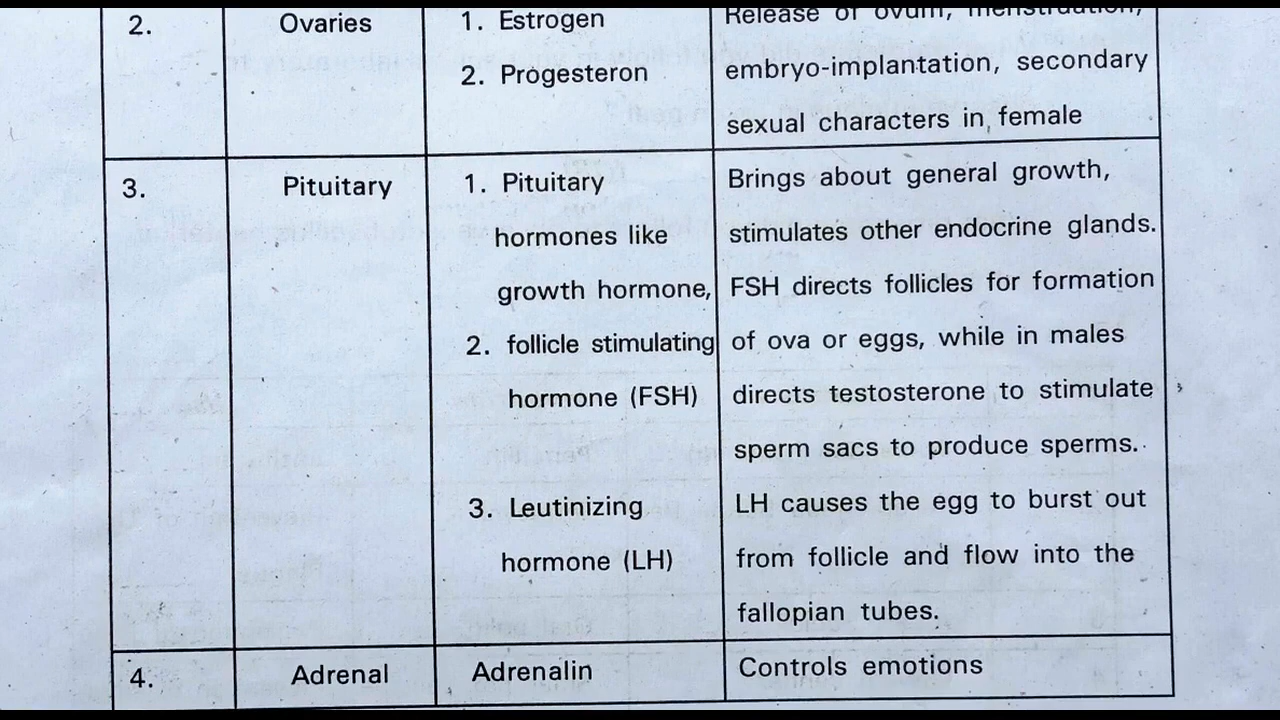 2. Ovaries 1. Estrogen Release of ovum, menstruation,
2. Progesteron embryo-implantation, secondary
sexual characters in female
3. Pituitary 1. Pituitary Brings about general growth,
hormones like stimulates other endocrine glands.
growth hormone, FSH directs follicles for formation
2. follicle stimulating of ova or eggs, while in males
hormone (FSH) directs testosterone to stimulate
sperm sacs to produce sperms.
3. Leutinizing LH causes the egg to burst out
hormone (LH) from follicle and flow into the
fallopian tubes.
4. Adrenal Adrenalin Controls emotions